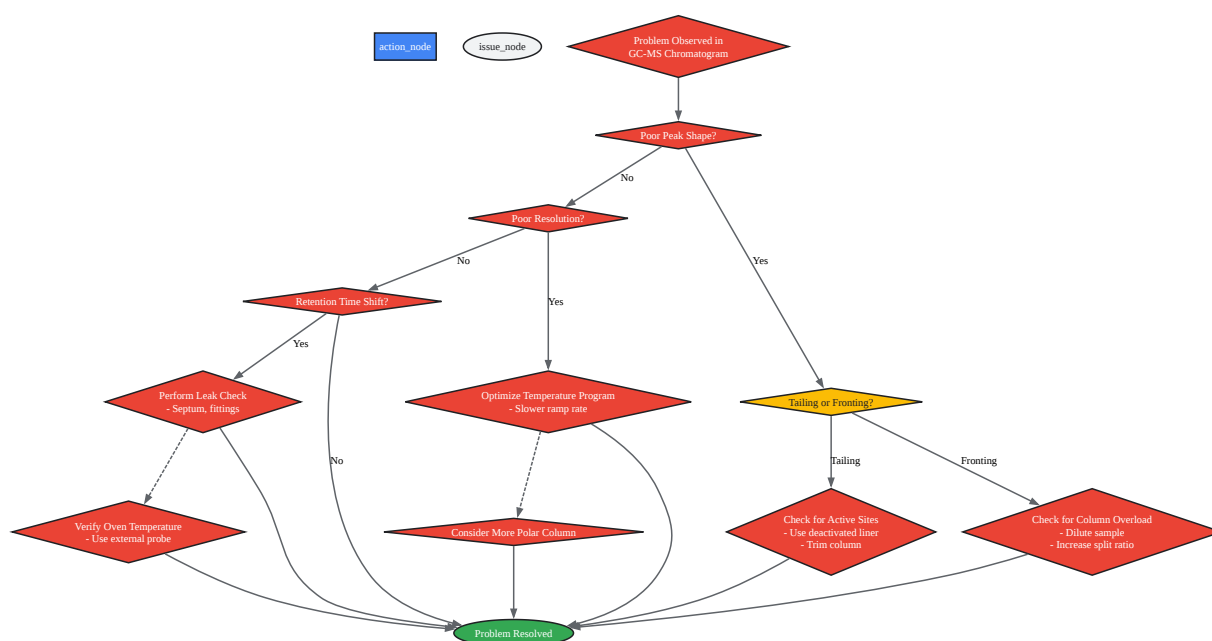 action_node
issue_node
Problem Observed in
GC-MS Chromatogram
Poor Peak Shape?
No
Poor Resolution?
No
Yes
Retention Time Shift?
Yes
Yes
Perform Leak Check
- Septum, fittings
Optimize Temperature Program
- Slower ramp rate
Tailing or Fronting?
No
Tailing
Fronting
Verify Oven Temperature
- Use external probe
Consider More Polar Column
Check for Active Sites
- Use deactivated liner
- Trim column
Check for Column Overload
- Dilute sample
- Increase split ratio
Problem Resolved